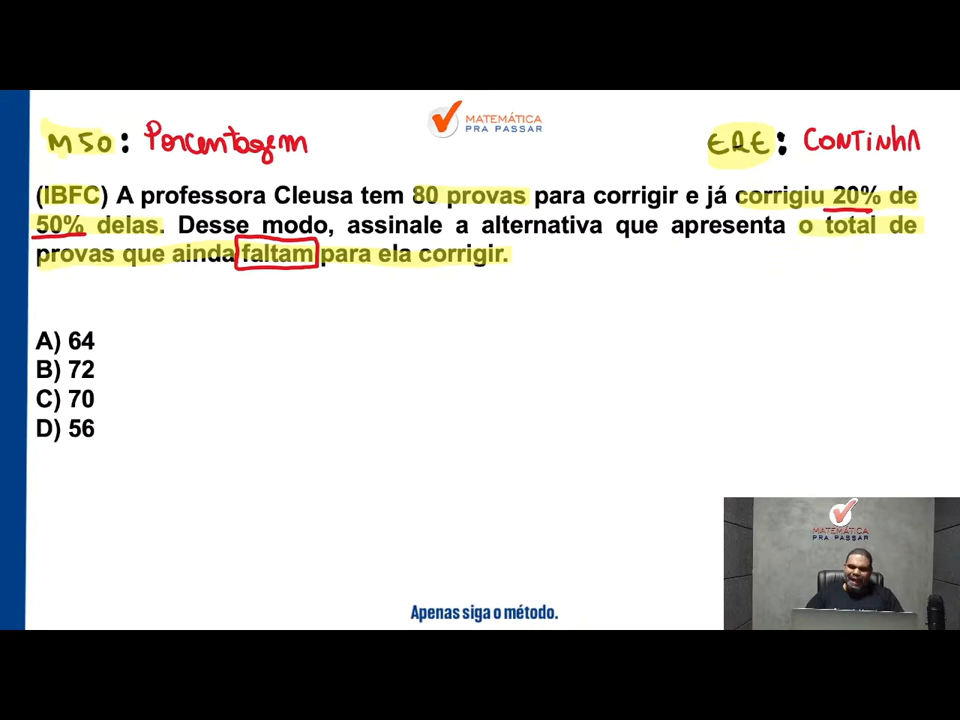 MATEMÁTICA
PRA PASSAR
M50 : Porcentagem
ERE : CONTINHA
(IBFC) A professora Cleusa tem 80 provas para corrigir e já corrigiu 20% de
50% delas. Desse modo, assinale a alternativa que apresenta o total de
provas que ainda faltam para ela corrigir.
A) 64
B) 72
C) 70
D) 56
MATEMÁTICA
PRA PASSAR
Apenas siga o método.